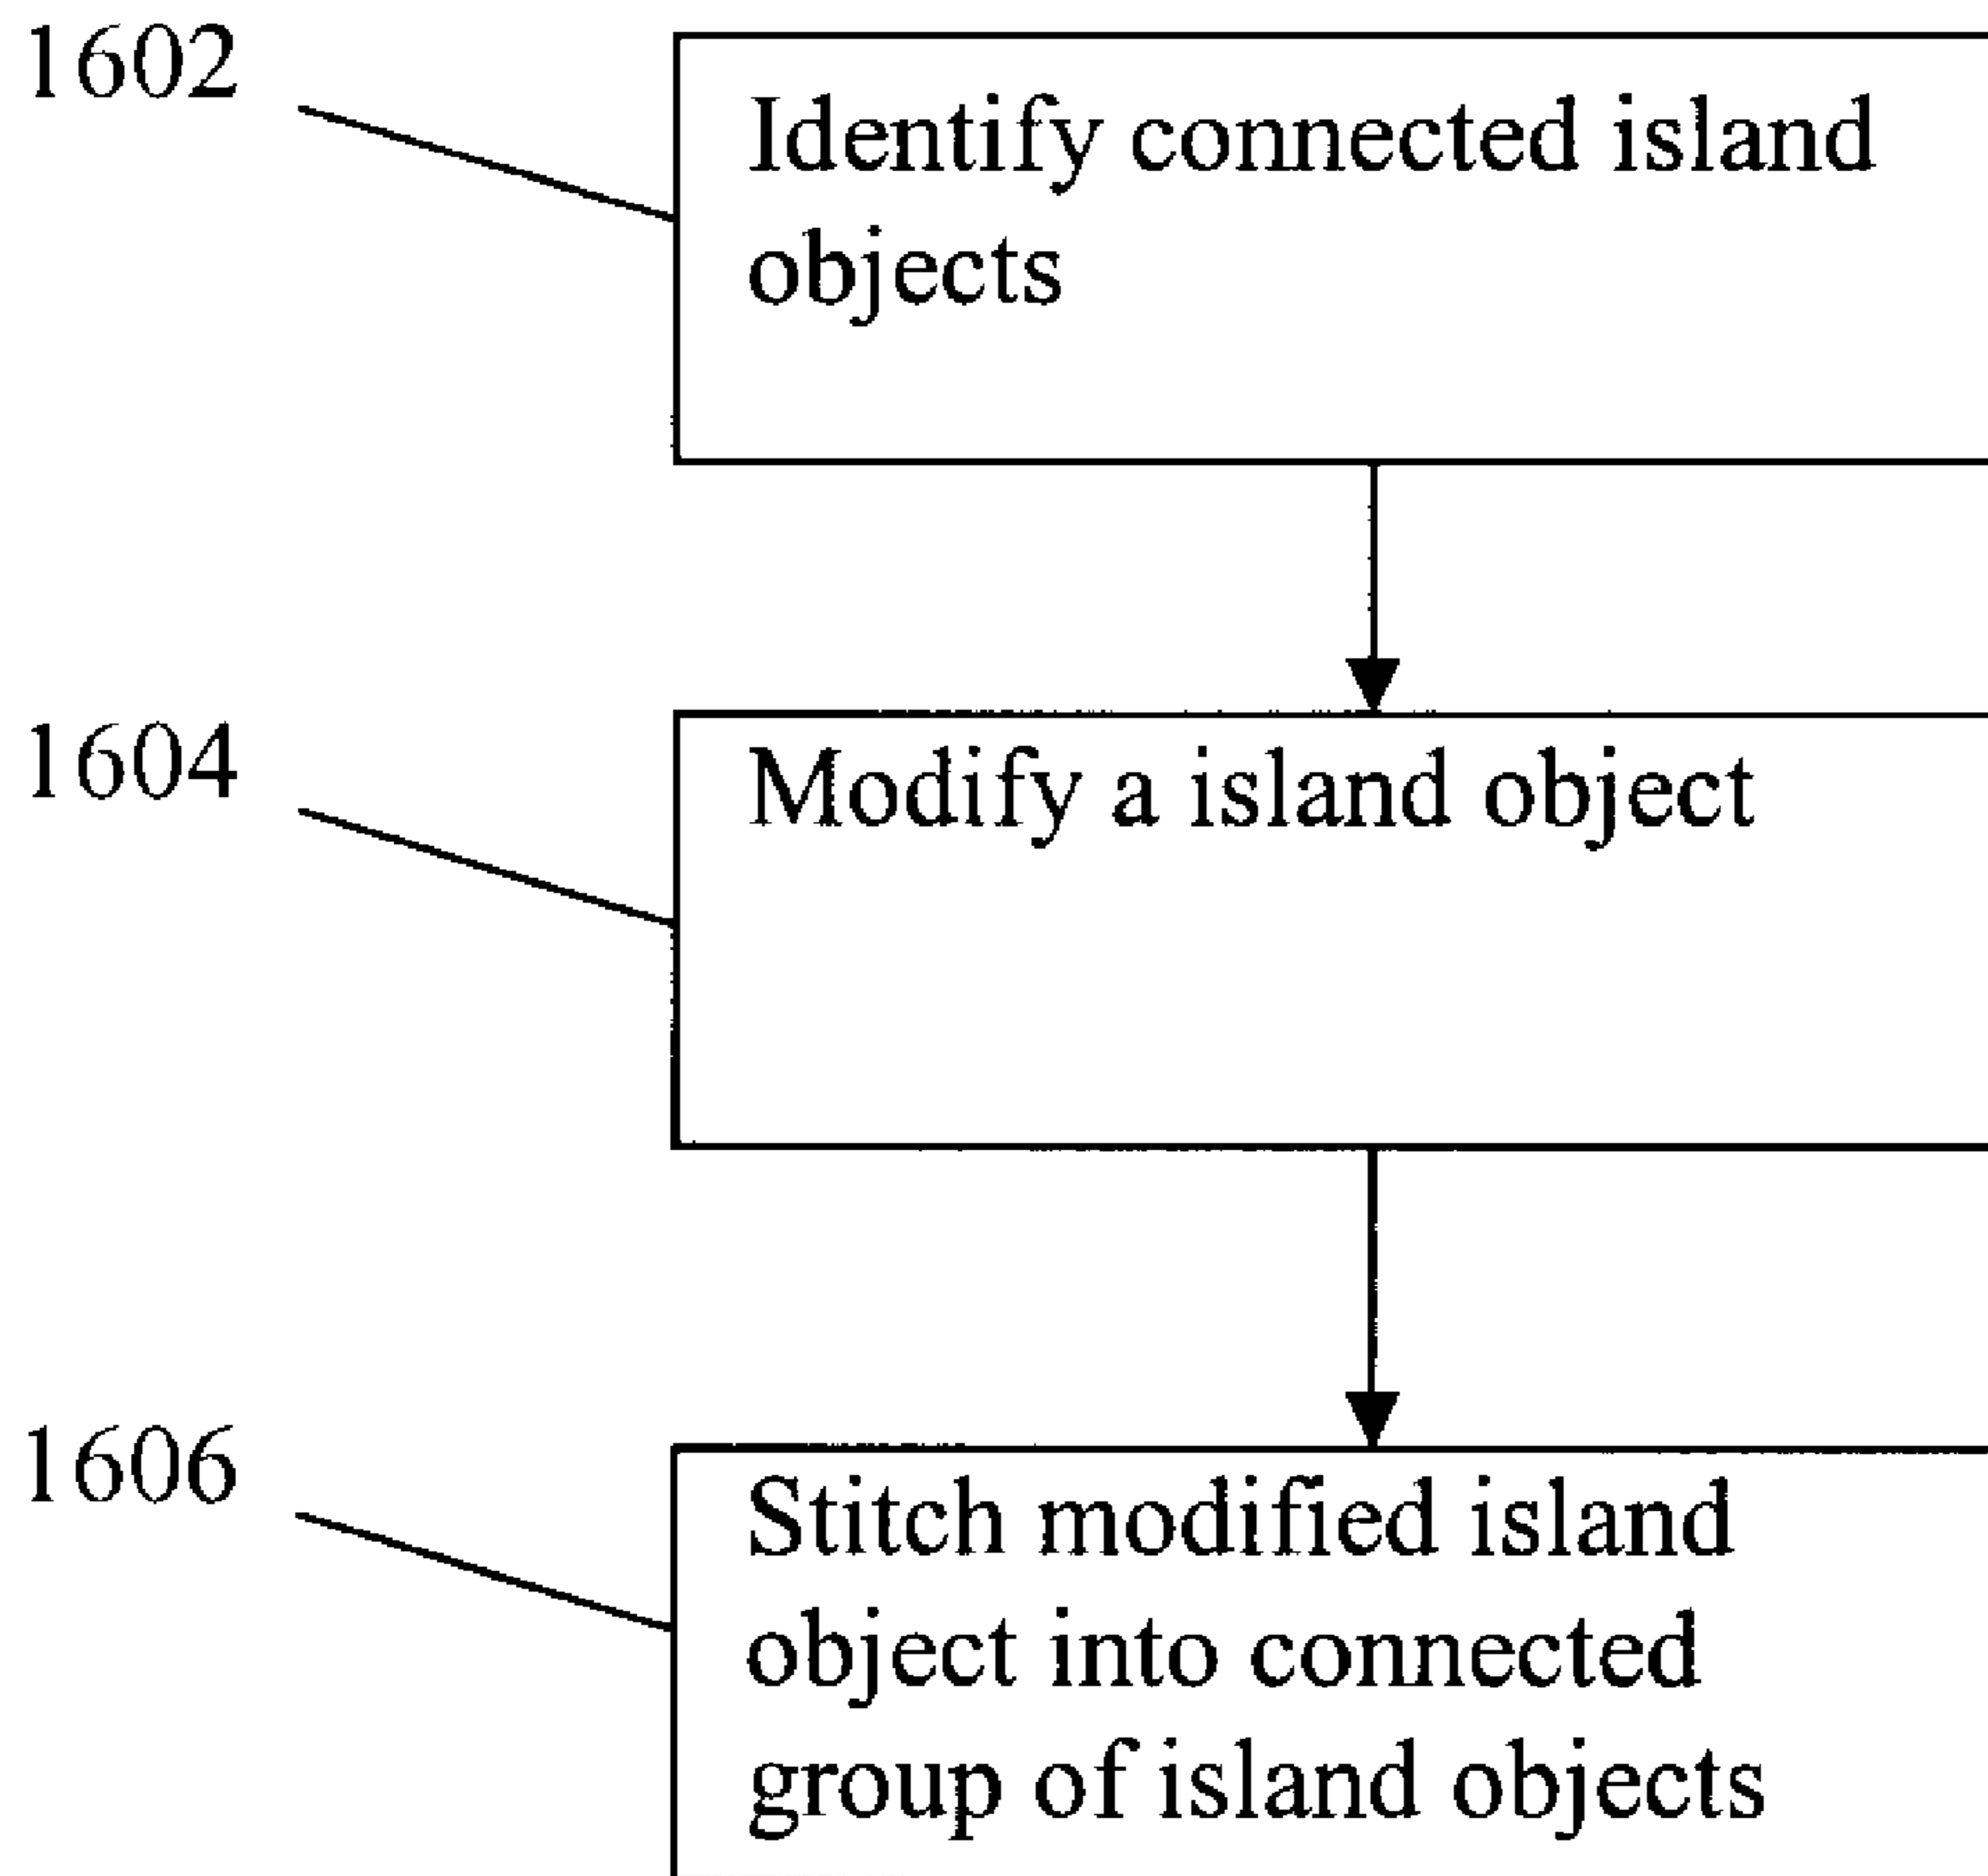 1602
Identify connected island
objects
1604
Modify a island object
1606
Stitch modified island
object into connected
group of island objects